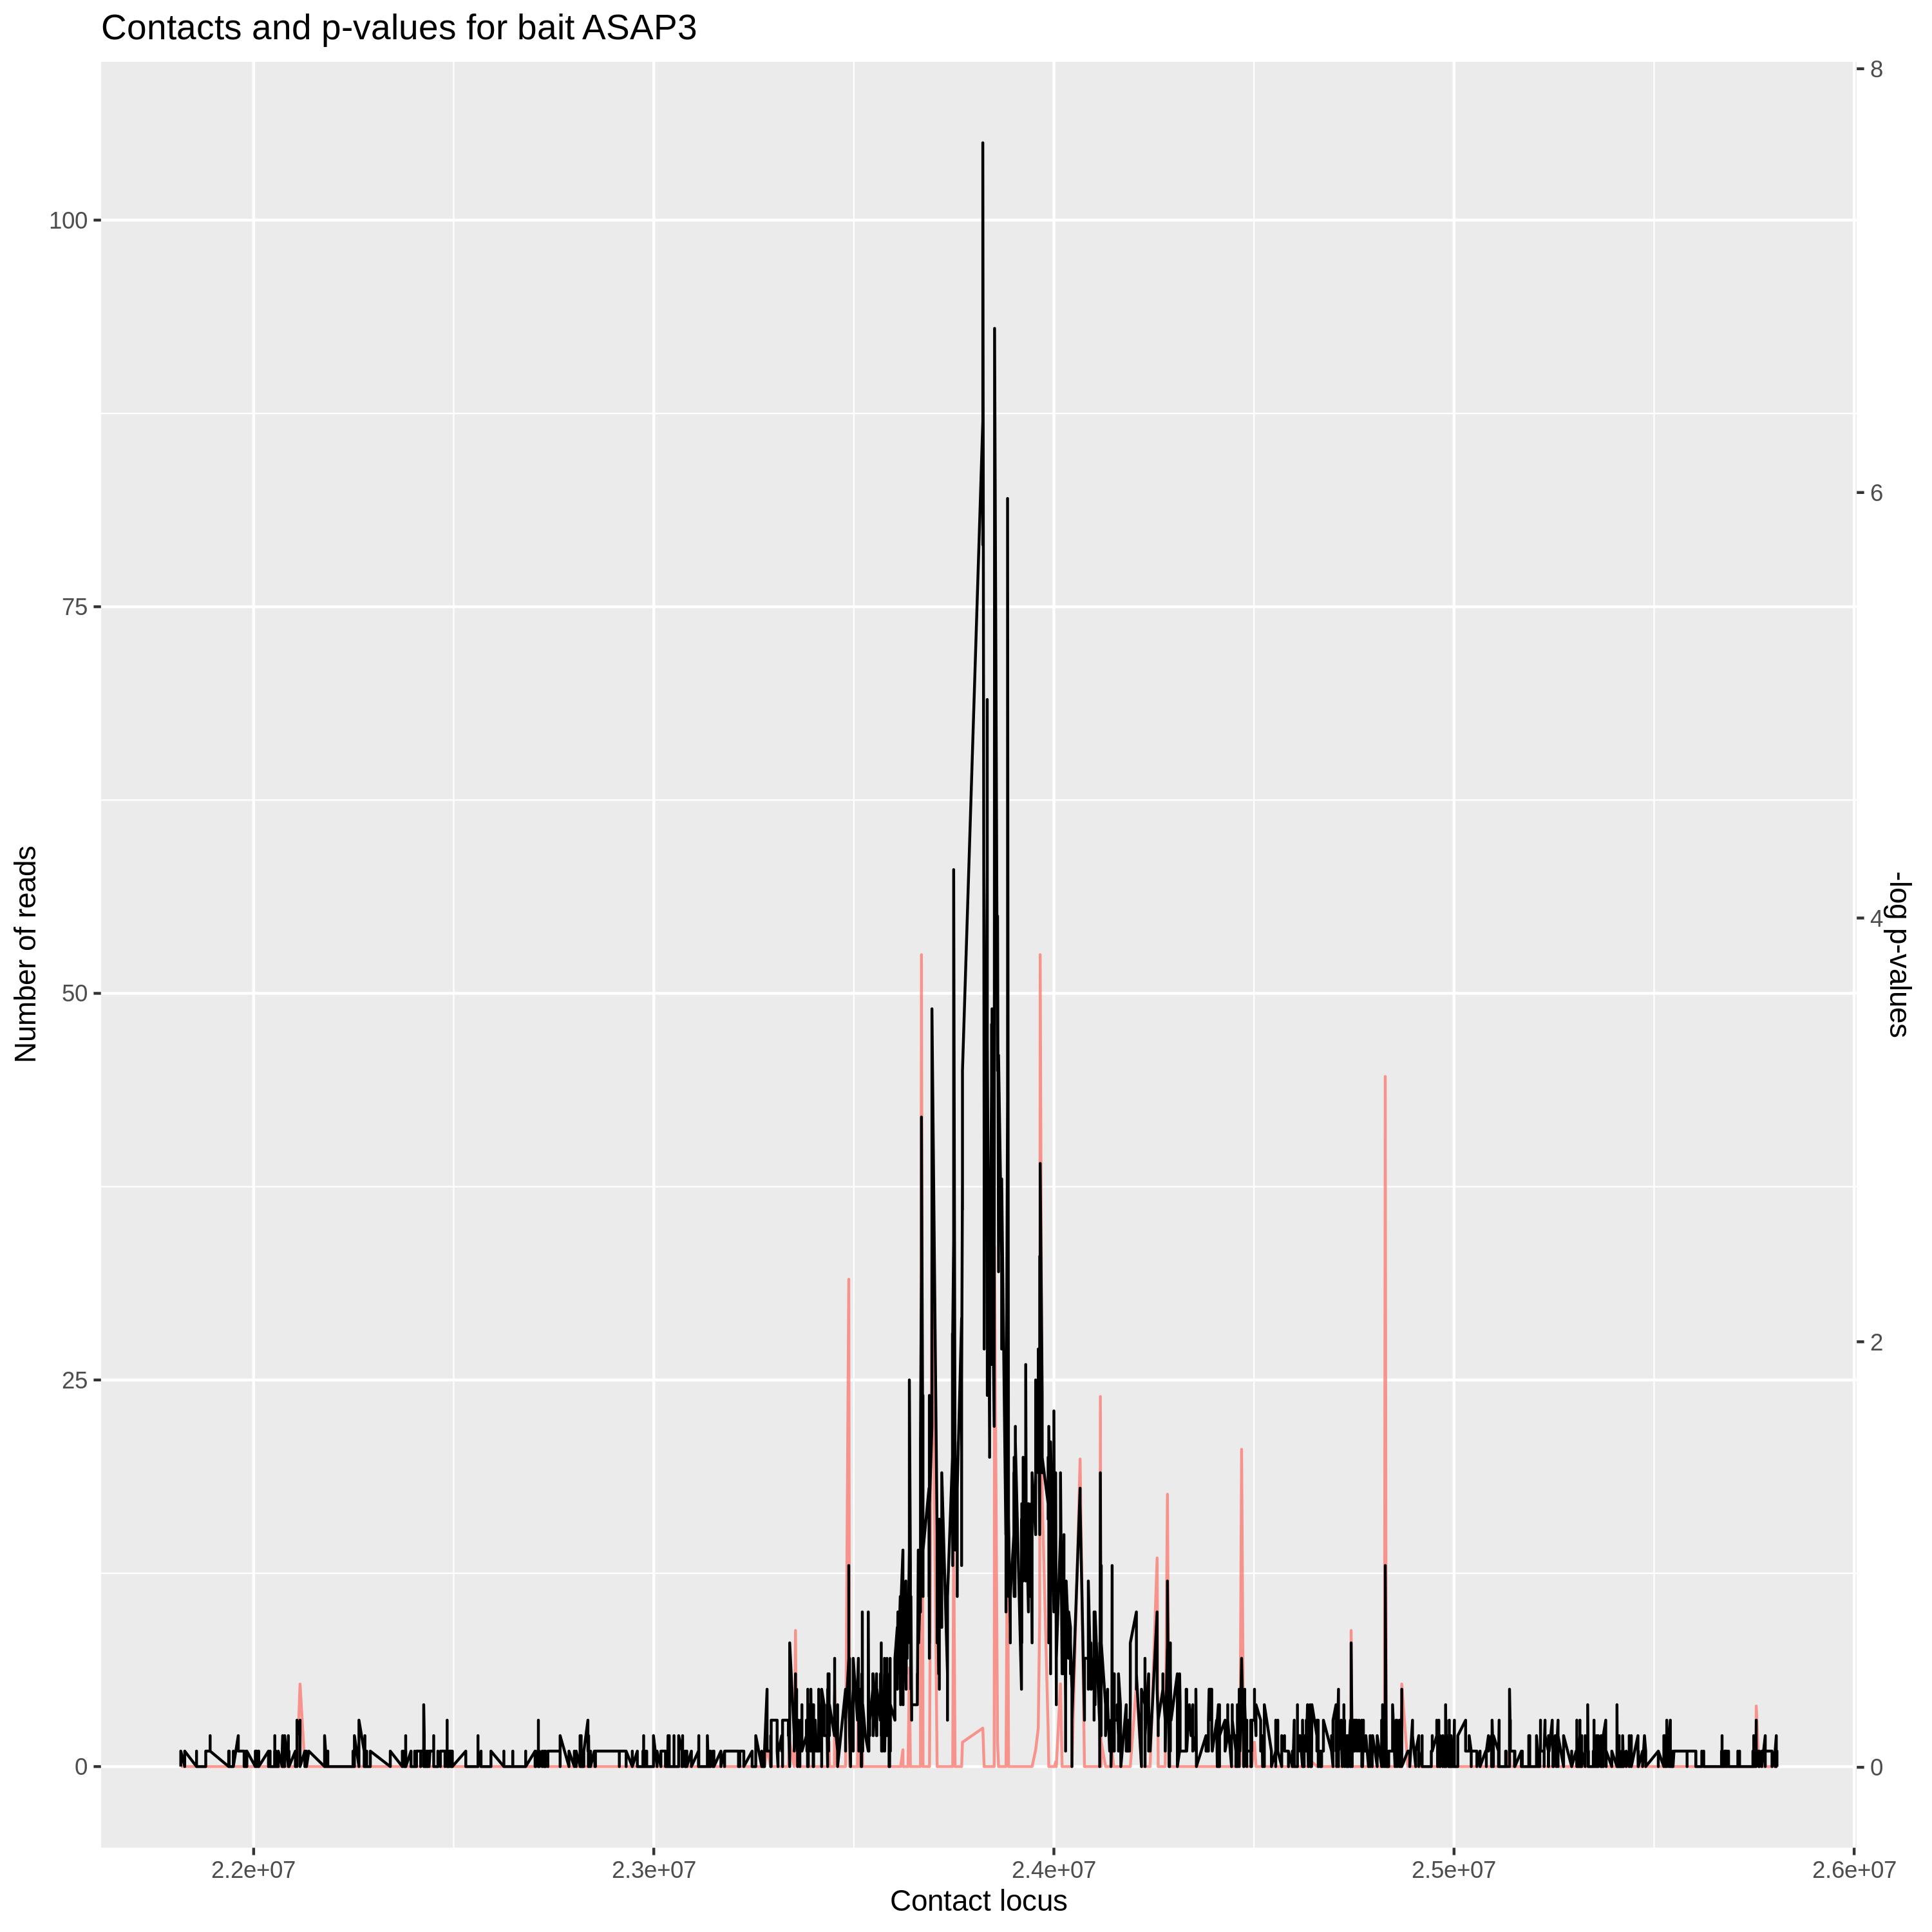 Contacts and p-values for bait ASAP3
8
100
6
75
Number of reads
-log p-values
4
50
2
25
0
0
2.2e+07
2.3e+07
2.4e+07
2.5e+07
2.6e+07
Contact locus